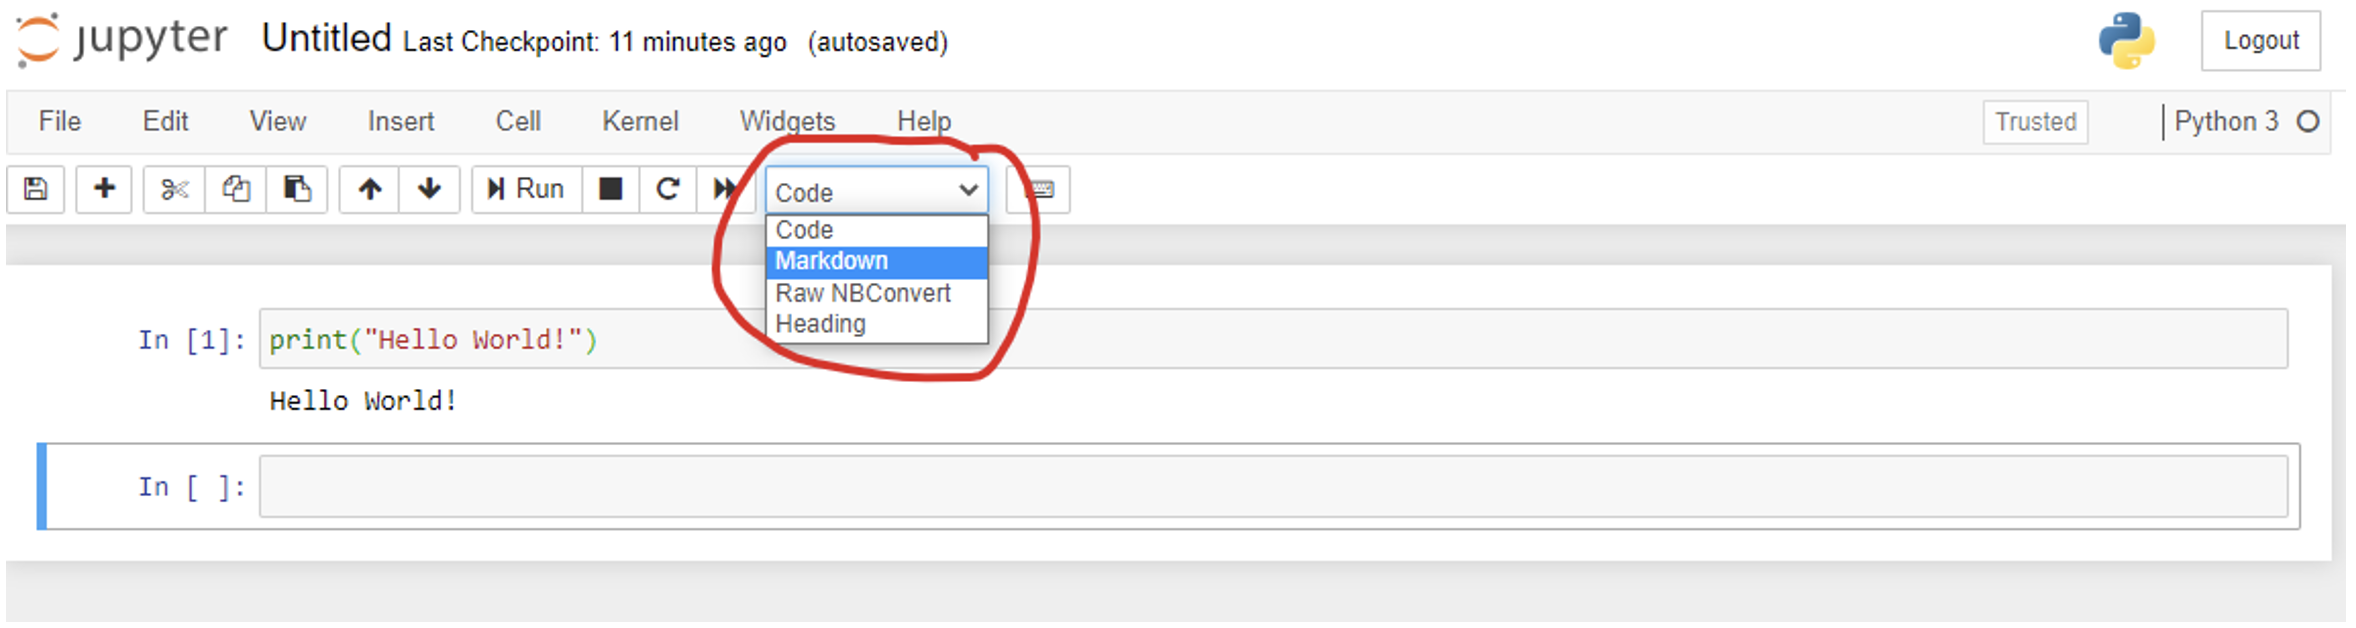 jupyter Untitled Last Checkpoint: 11 minutes ago (autosaved) Logout
File Edit View Insert Cell Kernel Widgets Help Trusted Python 3
Run Code
Code
Markdown
Raw NBConvert
Heading
In [1]: print("Hello World!")
Hello World!
In [ ]: